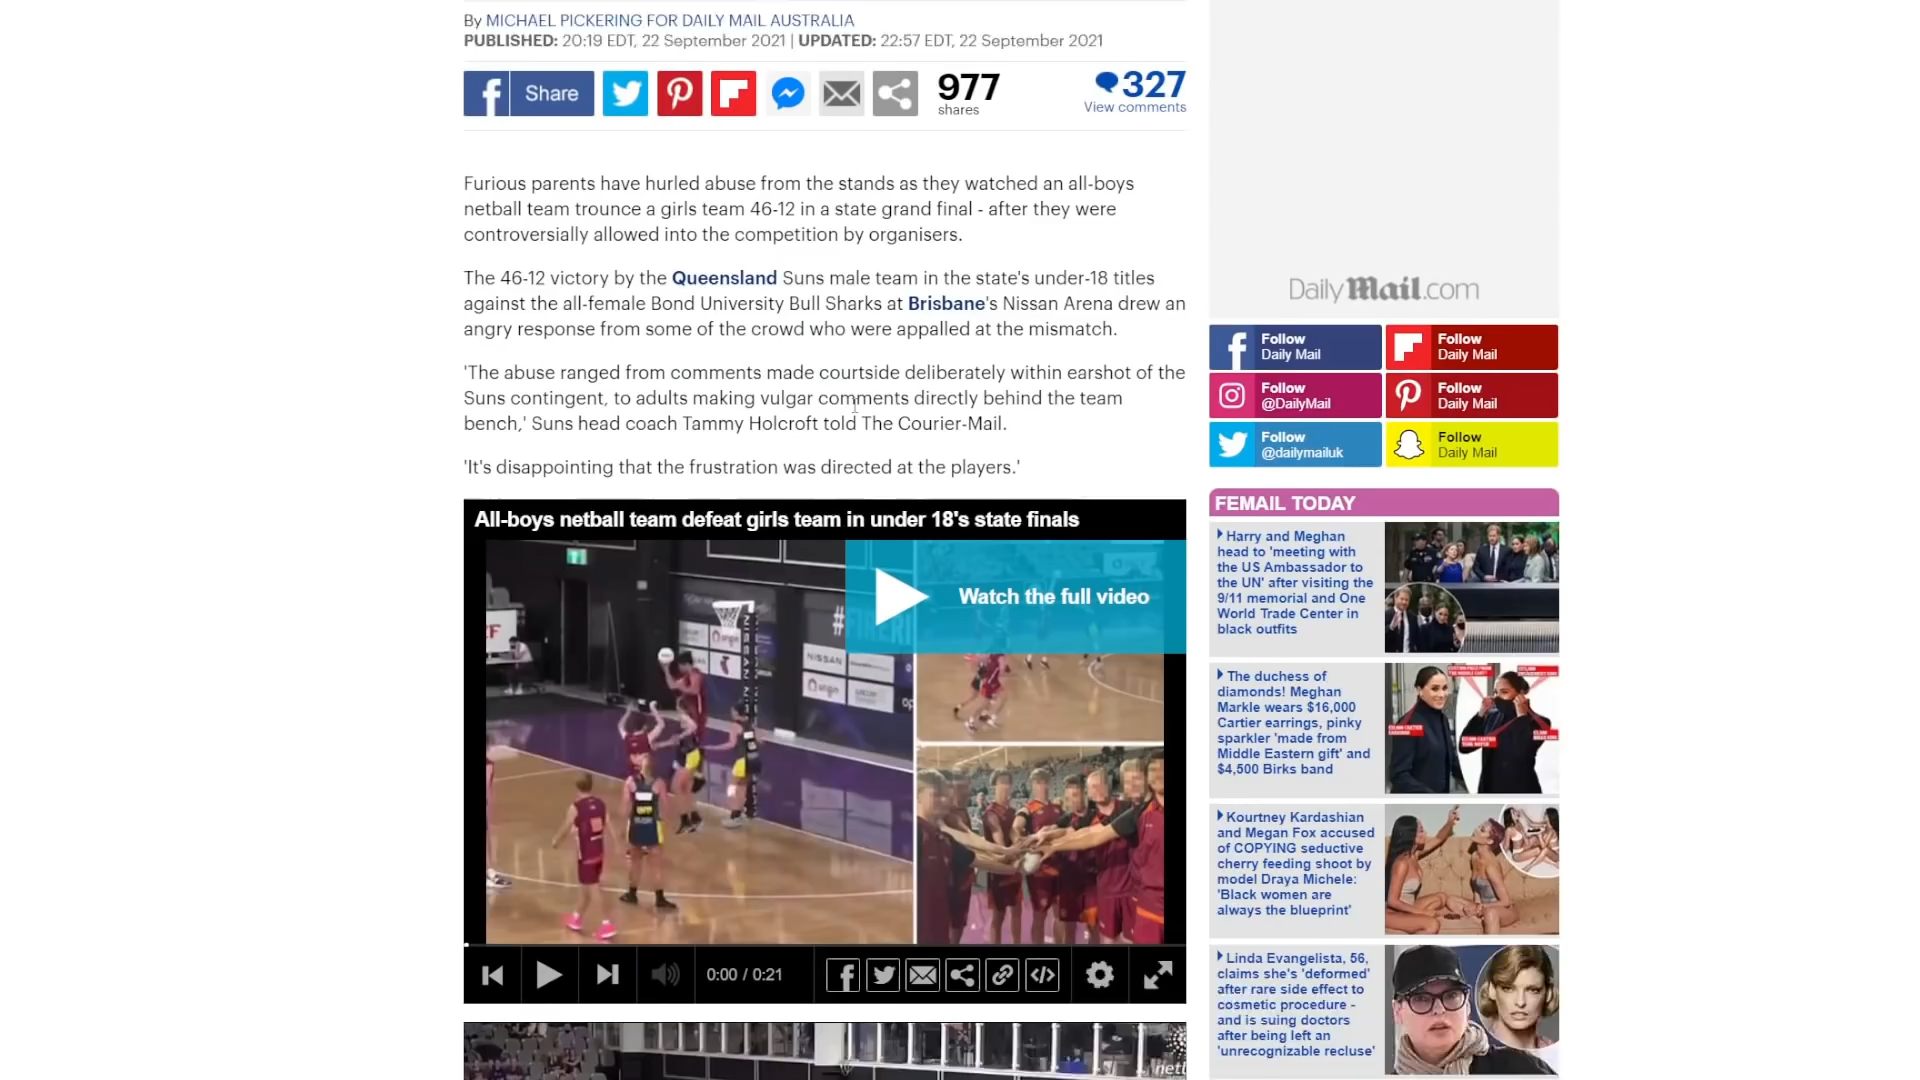 By MICHAEL PICKERING FOR DAILY MAIL AUSTRALIA
PUBLISHED: 20:19 EDT, 22 September 2021 | UPDATED: 22:57 EDT, 22 September 2021
Share
977
shares
327
View comments
Furious parents have hurled abuse from the stands as they watched an all-boys
netball team trounce a girls team 46-12 in a state grand final - after they were
controversially allowed into the competition by organisers.
The 46-12 victory by the Queensland Suns male team in the state's under-18 titles
against the all-female Bond University Bull Sharks at Brisbane's Nissan Arena drew an
angry response from some of the crowd who were appalled at the mismatch.
'The abuse ranged from comments made courtside deliberately within earshot of the
Suns contingent, to adults making vulgar comments directly behind the team
bench,' Suns head coach Tammy Holcroft told The Courier-Mail.
'It's disappointing that the frustration was directed at the players.'
All-boys netball team defeat girls team in under 18's state finals
Watch the full video
NISSAN
origin
0:00 / 0:21
DailyMail.com
Follow
Daily Mail
Follow
Daily Mail
Follow
@DailyMail
Follow
Daily Mail
Follow
@dailymailuk
Follow
Daily Mail
FEMAIL TODAY
Harry and Meghan
head to 'meeting with
the US Ambassador to
the UN' after visiting the
9/11 memorial and One
World Trade Center in
black outfits
The duchess of
diamonds! Meghan
Markle wears $16,000
Cartier earrings, pinky
sparkler 'made from
Middle Eastern gift' and
$4,500 Birks band
Kourtney Kardashian
and Megan Fox accused
of COPYING seductive
cherry feeding shoot by
model Draya Michele:
'Black women are
always the blueprint'
Linda Evangelista, 56,
claims she's 'deformed'
after rare side effect to
cosmetic procedure -
and is suing doctors
after being left an
'unrecognizable recluse'